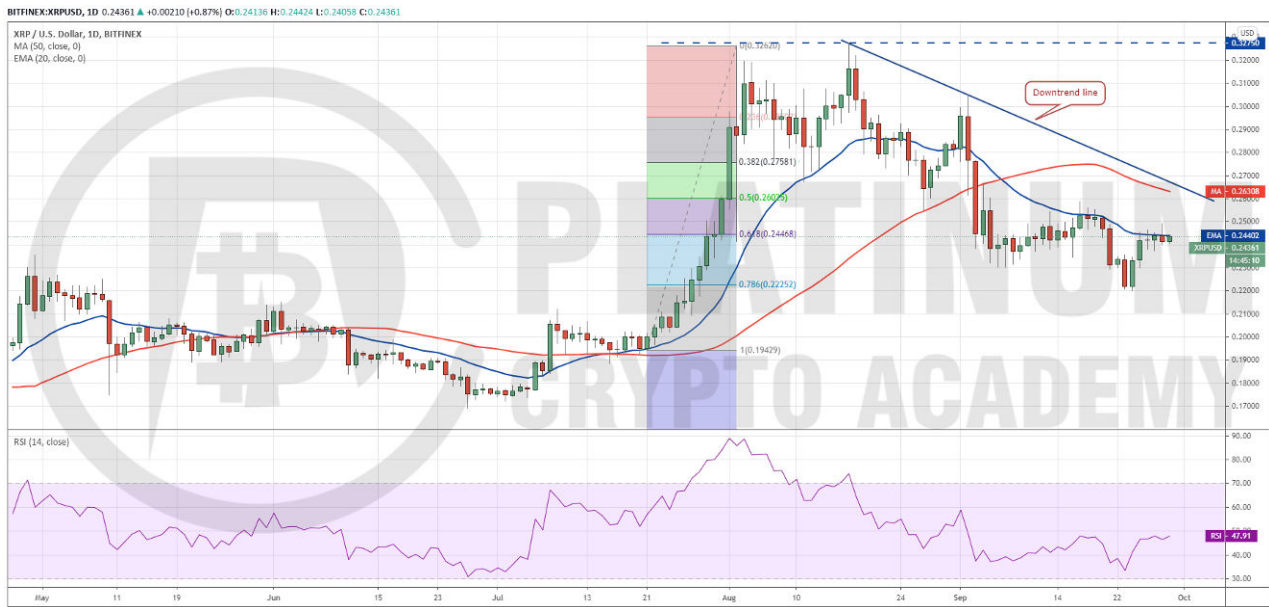 BITFINEX:XRPUSD, 1D 0.24361 ▲ +0.00210 (+0.87%) O:0.24136 H:0.24424 L:0.24058 C:0.24361
XRP / U.S. Dollar, 1D, BITFINEX
MA (50, close, 0)
EMA (20, close, 0)
USD
0.32750
0.32000
0.31000
0.30000
0.29000
0.28000
0.27000
MA 0.26308
0.25000
EMA 0.24402
XRPUSD 0.24361
14:45:10
0.23000
0.22000
0.21000
0.20000
0.19000
0.18000
0.17000
0(0.32620)
0.382(0.27581)
0.5(0.26025)
0.618(0.24468)
0.786(0.22252)
1(0.19429)
Downtrend line
PLATINUM
CRYPTO ACADEMY
RSI (14, close)
90.00
80.00
70.00
60.00
RSI 47.91
40.00
30.00
May 11 19 Jun 15 23 Jul 13 21 Aug 10 24 Sep 14 22 Oct